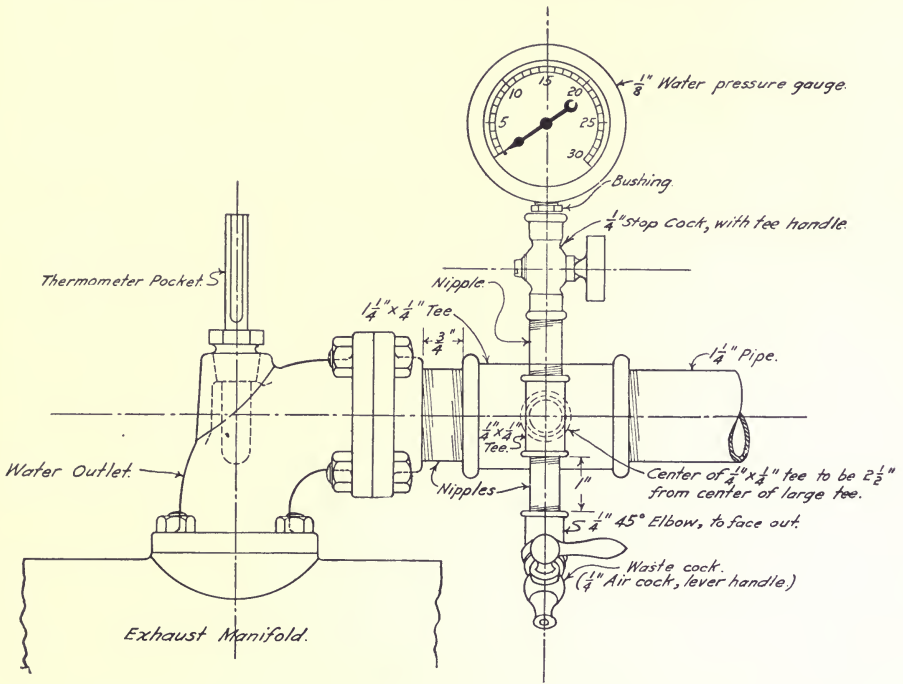 5
10
15
20
25
30
1/8" Water pressure gauge.
Bushing.
1/4" Stop Cock, with tee handle.
Thermometer Pocket.
Nipple.
1 1/4" x 1/4" Tee
3/4"
1 1/4" Pipe.
1/4" x 1/4"
Tee.
Water Outlet.
Nipples
1"
Center of 1/4" x 1/4" tee to be 2 1/2"
from center of large tee.
1/4" 45° Elbow, to face out.
Waste cock.
(1/4" Air cock, lever handle.)
Exhaust Manifold.